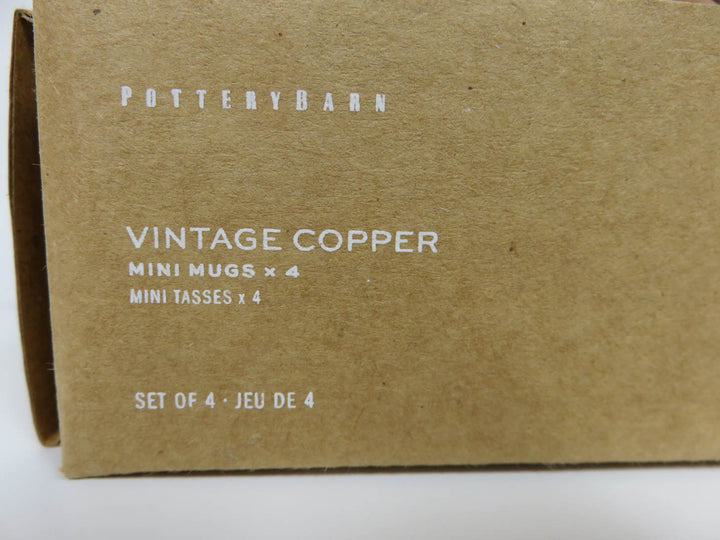 POTTERYBARN
VINTAGE COPPER
MINI MUGS x 4
MINI TASSES x 4
SET OF 4 · JEU DE 4